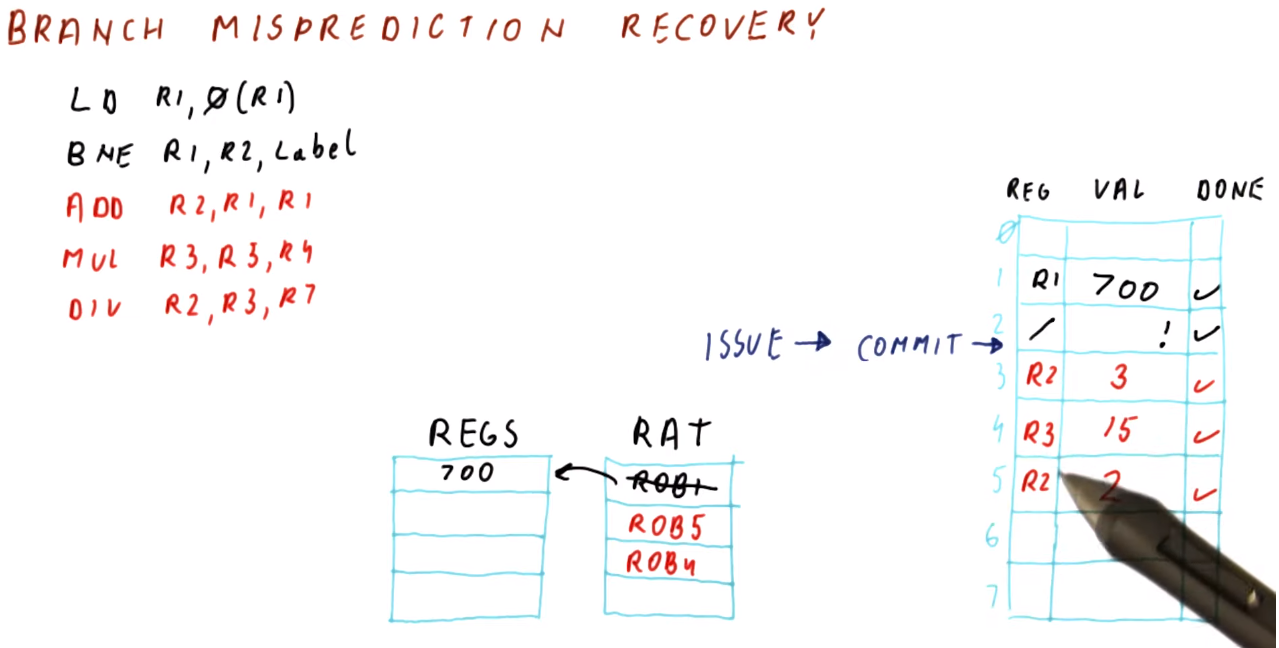 BRANCH MISPREDICTION RECOVERY
LD R1, 0(R1)
BNE R1, R2, Label
ADD R2, R1, R1
MUL R3, R3, R4
DIV R2, R3, R7
REG VAL DONE
0
1 R1 700 ✓
2 / ! ✓
ISSUE → COMMIT →
3 R2 3 ✓
4 R3 15 ✓
5 R2 2 ✓
6
7
REGS RAT
700 ROB1
ROB5
ROB4